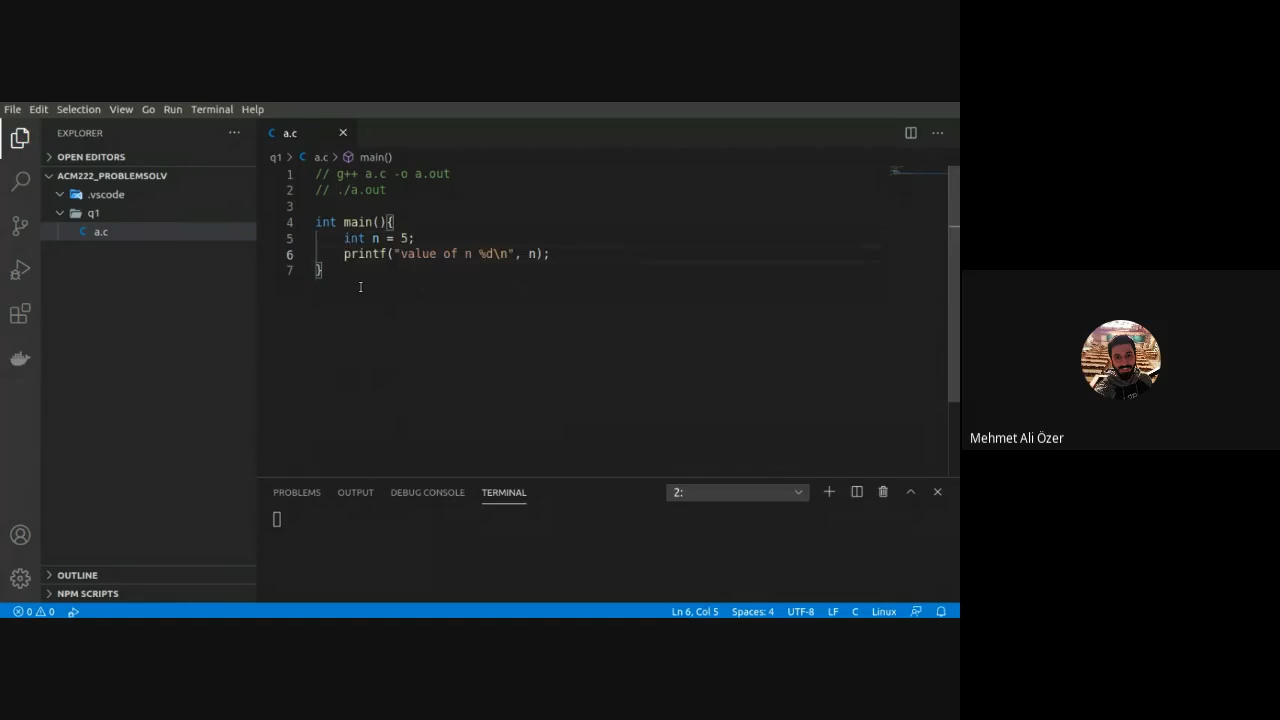 File Edit Selection View Go Run Terminal Help
EXPLORER
OPEN EDITORS
ACM222_PROBLEMSOLV
.vscode
q1
C a.c
C a.c
q1 > C a.c > main()
1 // g++ a.c -o a.out
2 // ./a.out
3
4 int main(){
5 int n = 5;
6 printf("value of n %d\n", n);
7 }
PROBLEMS OUTPUT DEBUG CONSOLE TERMINAL 2:
OUTLINE
NPM SCRIPTS
0 0 Ln 6, Col 5 Spaces: 4 UTF-8 LF C Linux
Mehmet Ali Özer